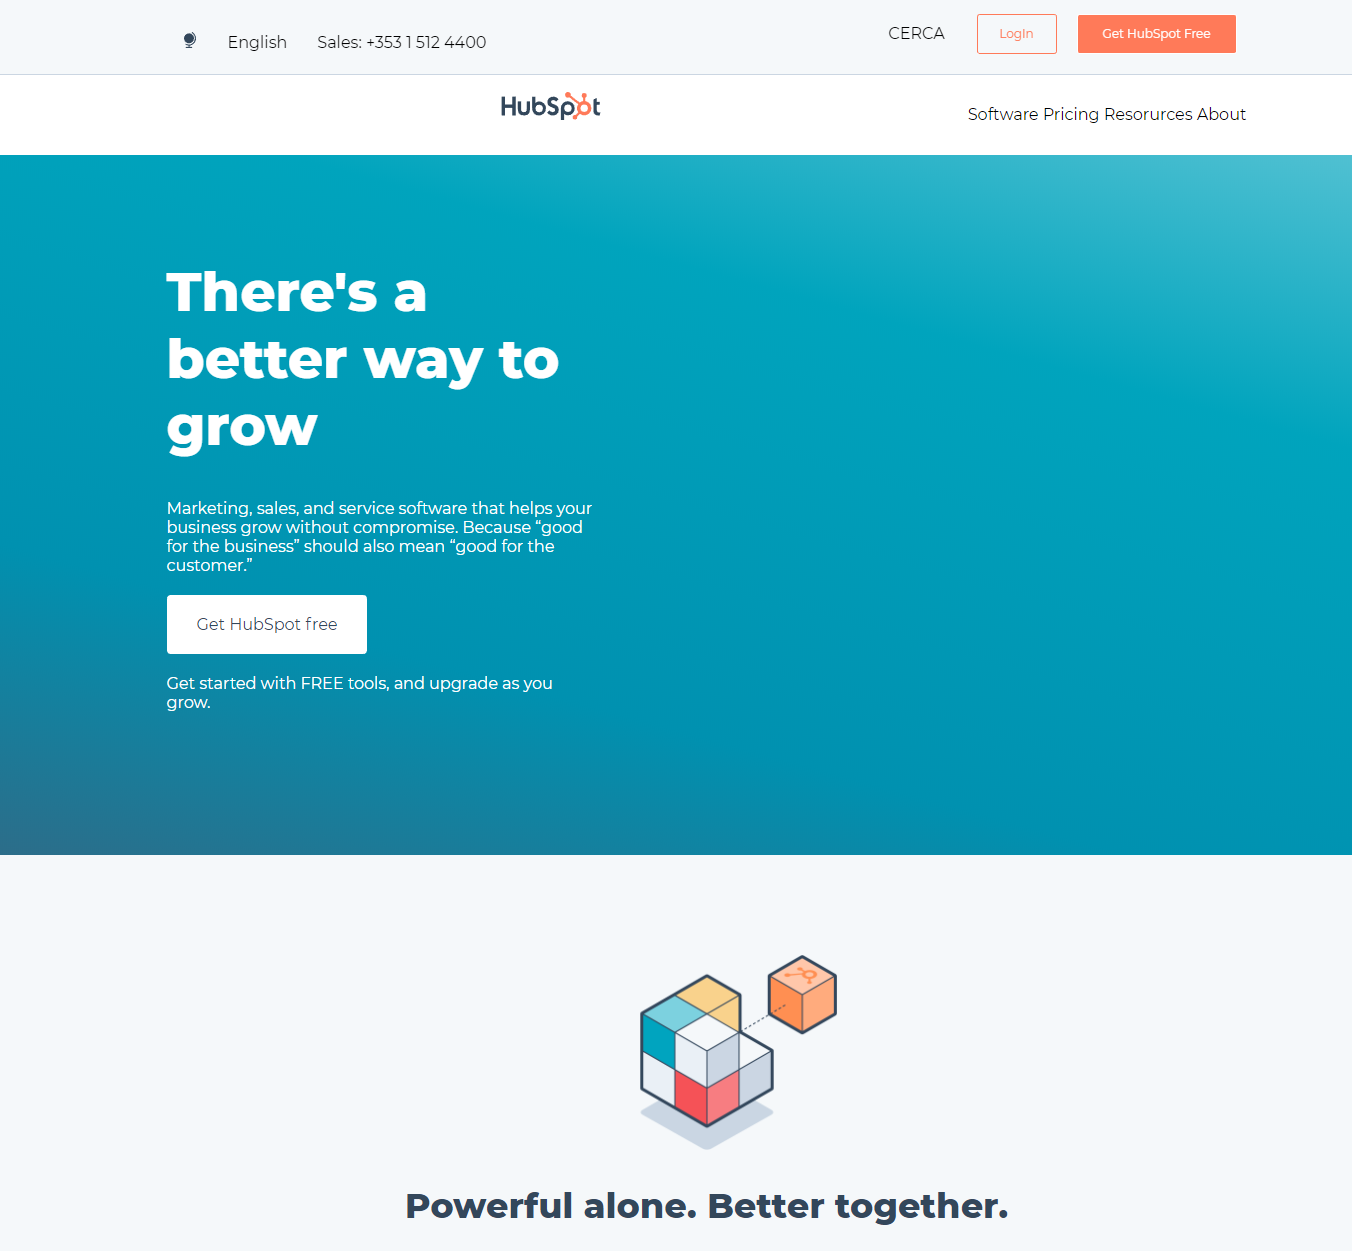 English Sales: +353 1 512 4400 CERCA LogIn Get HubSpot Free
HubSpot Software Pricing Resorurces About
There's a
better way to
grow
Marketing, sales, and service software that helps your
business grow without compromise. Because “good
for the business” should also mean “good for the
customer.”
Get HubSpot free
Get started with FREE tools, and upgrade as you
grow.
Powerful alone. Better together.